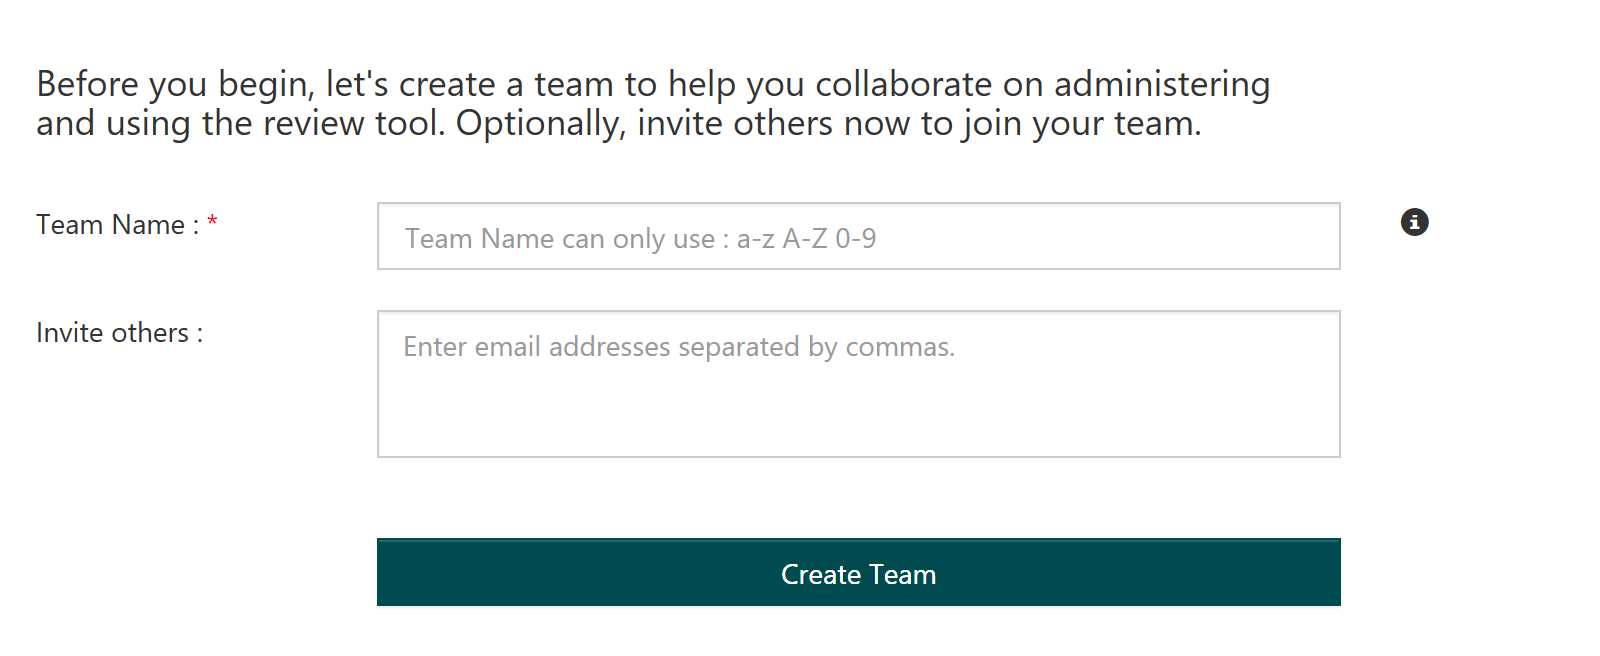 Before you begin, let's create a team to help you collaborate on administering
and using the review tool. Optionally, invite others now to join your team.
Team Name : *
Team Name can only use : a-z A-Z 0-9
Invite others :
Enter email addresses separated by commas.
Create Team